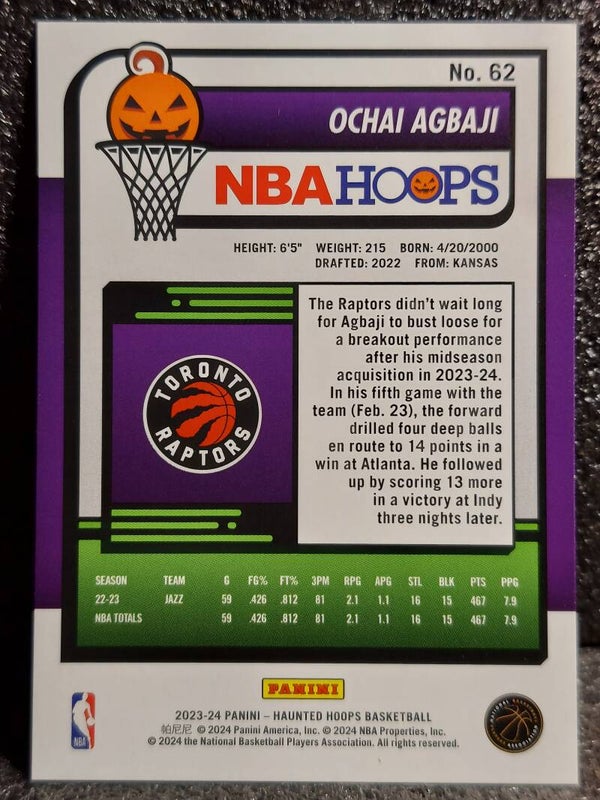 No. 62
OCHAI AGBAJI
NBA HOOPS
HEIGHT: 6'5" WEIGHT: 215 BORN: 4/20/2000
DRAFTED: 2022 FROM: KANSAS
The Raptors didn't wait long
for Agbaji to bust loose for
a breakout performance
after his midseason
acquisition in 2023-24.
In his fifth game with the
team (Feb. 23), the forward
drilled four deep balls
en route to 14 points in a
win at Atlanta. He followed
up by scoring 13 more
in a victory at Indy
three nights later.
TORONTO
RAPTORS
SEASON TEAM G FG% FT% 3PM RPG APG STL BLK PTS PPG
22-23 JAZZ 59 .426 .812 81 2.1 1.1 16 15 467 7.9
NBA TOTALS 59 .426 .812 81 2.1 1.1 16 15 467 7.9
PANINI
2023-24 PANINI – HAUNTED HOOPS BASKETBALL
帕尼尼 © 2024 Panini America, Inc. © 2024 NBA Properties, Inc.
© 2024 the National Basketball Players Association. All rights reserved.
NBA
NATIONAL BASKETBALL
PLAYERS ASSOCIATION